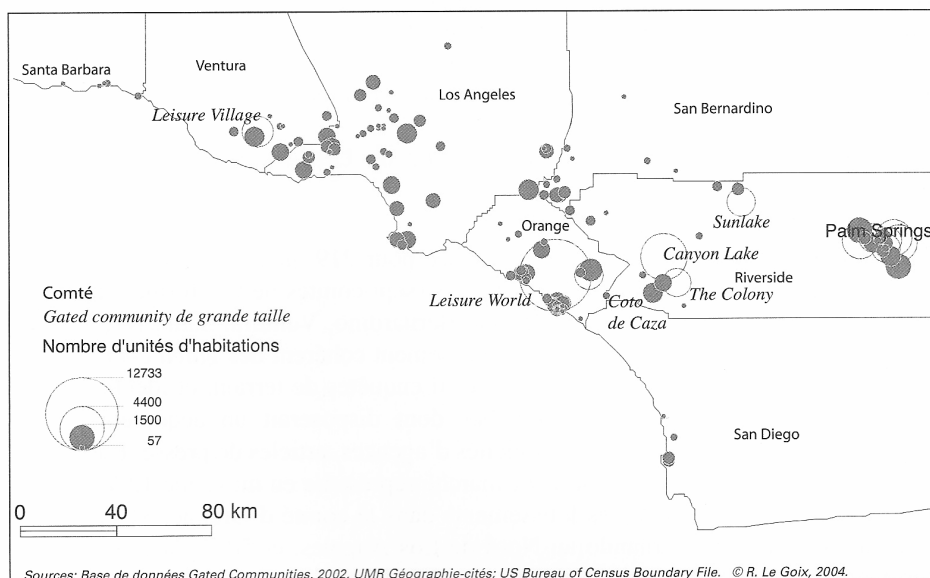 Santa Barbara
Ventura
Los Angeles
San Bernardino
Leisure Village
Orange
Sunlake
Palm Springs
Canyon Lake
Riverside
Leisure World
The Colony
Coto
de Caza
San Diego
Comté
Gated community de grande taille
Nombre d'unités d'habitations
12733
4400
1500
57
0 40 80 km
Sources: Base de données Gated Communities, 2002, UMR Géographie-cités; US Bureau of Census Boundary File. © R. Le Goix, 2004.